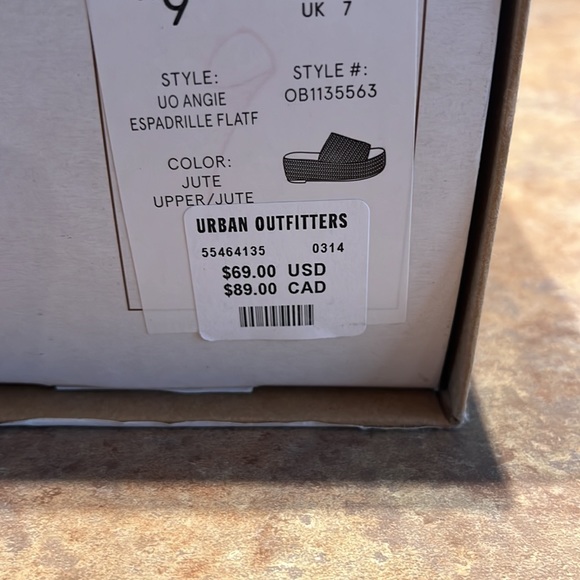 9
UK 7
STYLE:
UO ANGIE
ESPADRILLE FLATF
STYLE #:
OB1135563
COLOR:
JUTE
UPPER/JUTE
URBAN OUTFITTERS
55464135 0314
$69.00 USD
$89.00 CAD